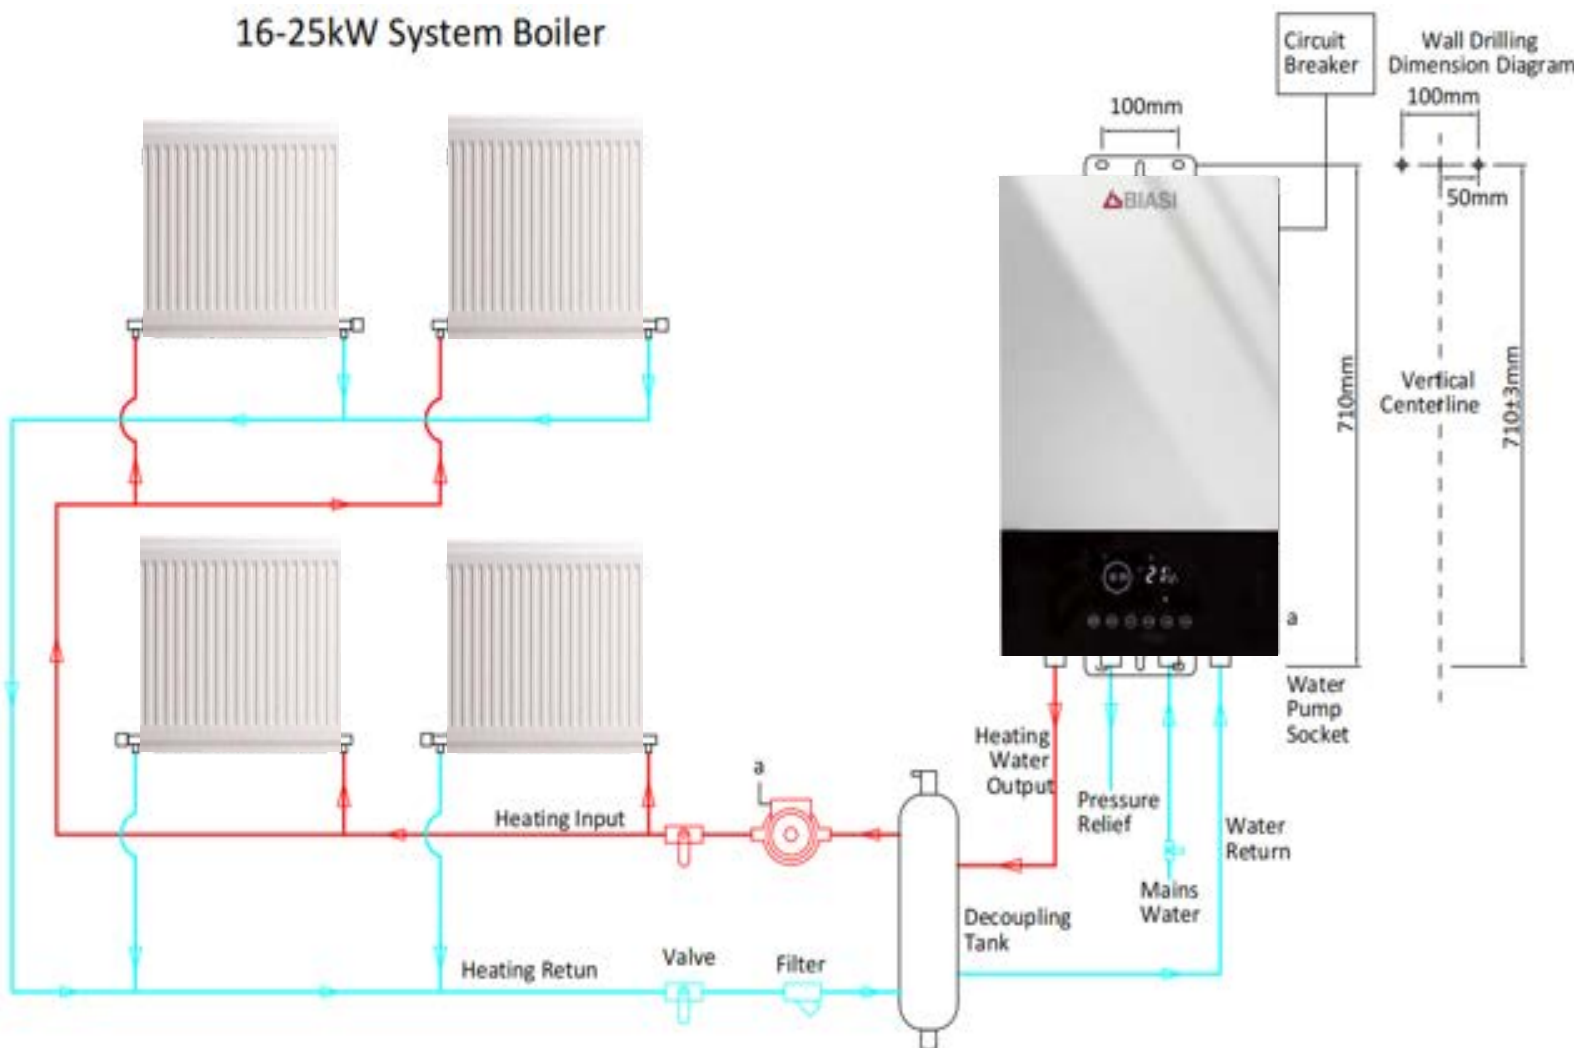 16-25kW System Boiler
Circuit
Breaker
Wall Drilling
Dimension Diagram
100mm
100mm
50mm
BIASI
710mm
Vertical
Centerline
710±3mm
21
a
Water
Pump
Socket
Heating
Water
Output
Pressure
Relief
Mains
Water
Water
Return
a
Heating Input
Decoupling
Tank
Heating Retun
Valve
Filter